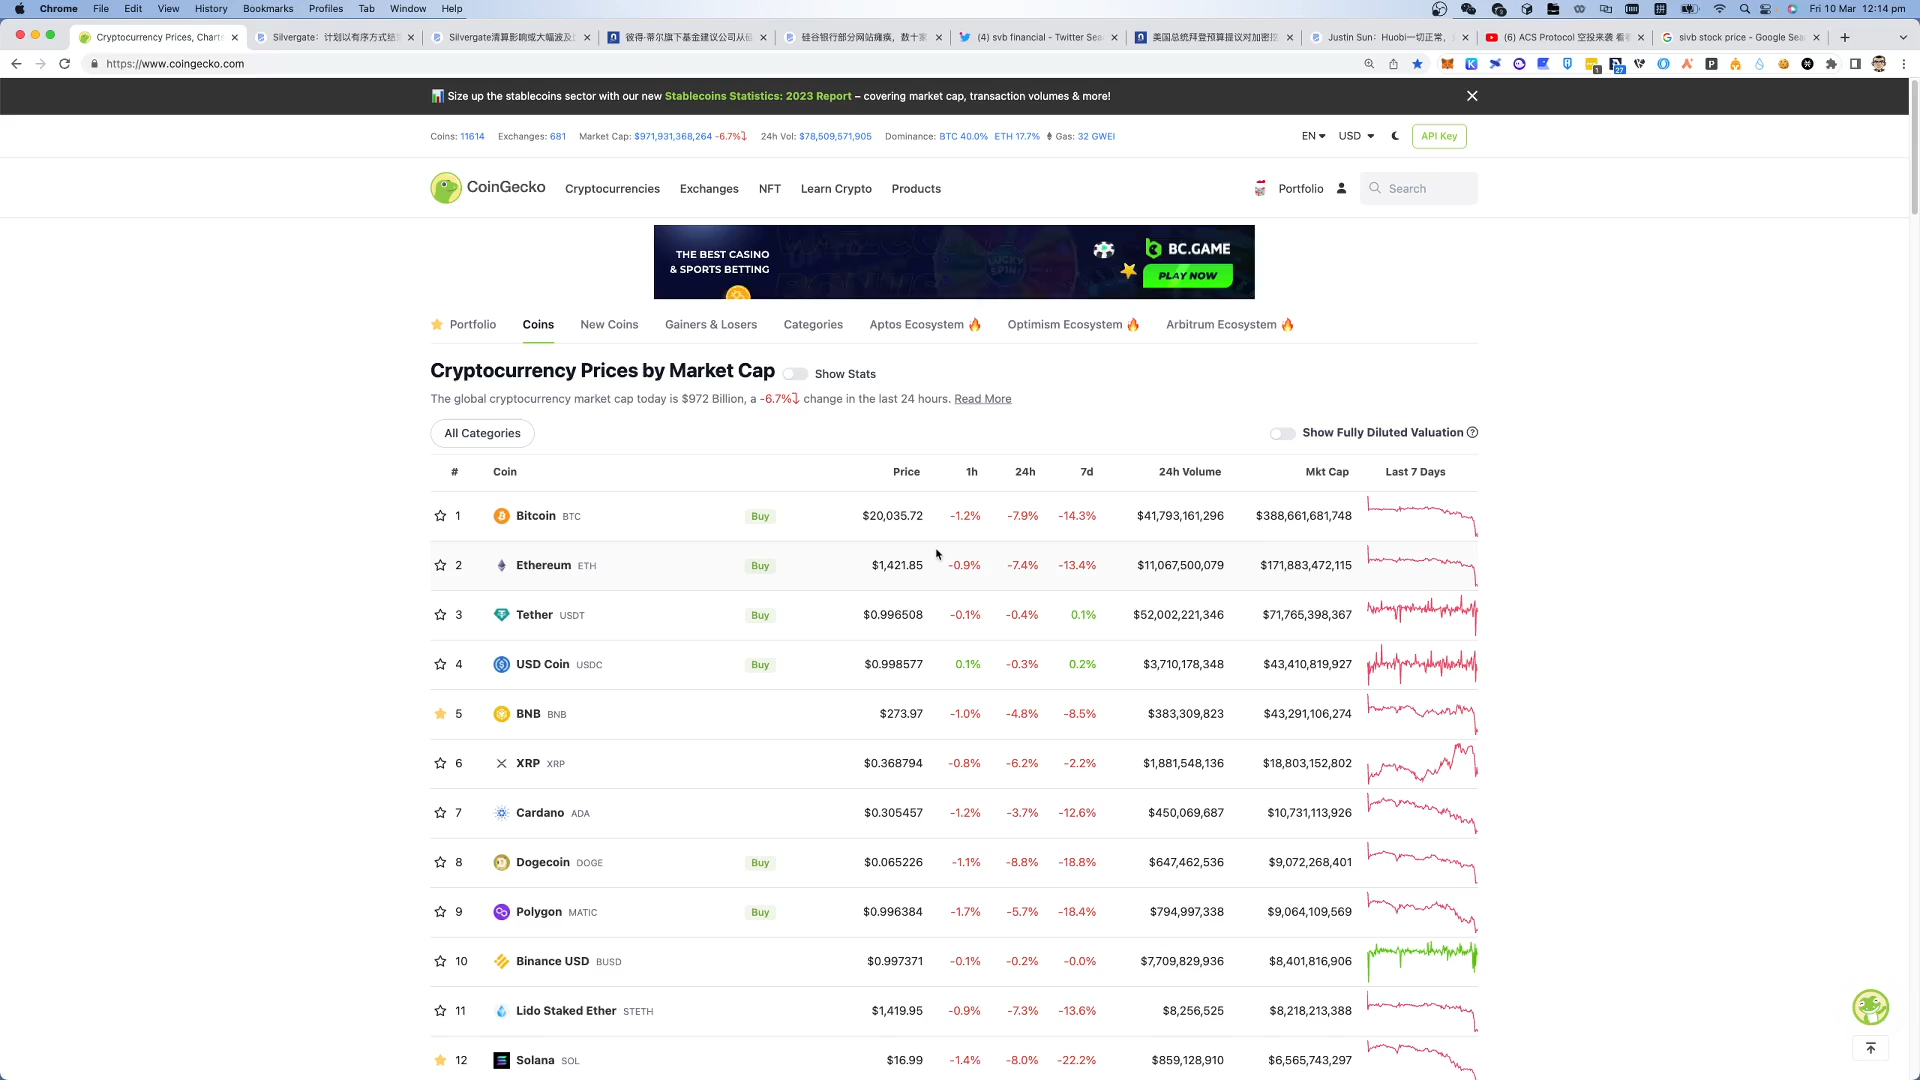 Chrome File Edit View History Bookmarks Profiles Tab Window Help Fri 10 Mar 12:14 pm
Cryptocurrency Prices, Charts Silvergate：计划以有序方式结 Silvergate清算影响或大幅波及 彼得·蒂尔旗下基金建议公司从 硅谷银行部分网站瘫痪，数十家 (4) svb financial - Twitter Sea 美国总统拜登预算提议对加密挖 Justin Sun：Huobi一切正常， (6) ACS Protocol 空投来袭 看 sivb stock price - Google Sea
https://www.coingecko.com
Size up the stablecoins sector with our new Stablecoins Statistics: 2023 Report – covering market cap, transaction volumes & more!
Coins: 11614 Exchanges: 681 Market Cap: $971,931,368,264 -6.7% 24h Vol: $78,509,571,905 Dominance: BTC 40.0% ETH 17.7% Gas: 32 GWEI EN USD API Key
CoinGecko Cryptocurrencies Exchanges NFT Learn Crypto Products Portfolio Search
THE BEST CASINO
& SPORTS BETTING
LUCKY
SPIN
BC.GAME
PLAY NOW
Portfolio Coins New Coins Gainers & Losers Categories Aptos Ecosystem Optimism Ecosystem Arbitrum Ecosystem
Cryptocurrency Prices by Market Cap Show Stats
The global cryptocurrency market cap today is $972 Billion, a -6.7% change in the last 24 hours. Read More
All Categories Show Fully Diluted Valuation
# Coin Price 1h 24h 7d 24h Volume Mkt Cap Last 7 Days
1 Bitcoin BTC Buy $20,035.72 -1.2% -7.9% -14.3% $41,793,161,296 $388,661,681,748
2 Ethereum ETH Buy $1,421.85 -0.9% -7.4% -13.4% $11,067,500,079 $171,883,472,115
3 Tether USDT Buy $0.996508 -0.1% -0.4% 0.1% $52,002,221,346 $71,765,398,367
4 USD Coin USDC Buy $0.998577 0.1% -0.3% 0.2% $3,710,178,348 $43,410,819,927
5 BNB BNB $273.97 -1.0% -4.8% -8.5% $383,309,823 $43,291,106,274
6 XRP XRP $0.368794 -0.8% -6.2% -2.2% $1,881,548,136 $18,803,152,802
7 Cardano ADA $0.305457 -1.2% -3.7% -12.6% $450,069,687 $10,731,113,926
8 Dogecoin DOGE Buy $0.065226 -1.1% -8.8% -18.8% $647,462,536 $9,072,268,401
9 Polygon MATIC Buy $0.996384 -1.7% -5.7% -18.4% $794,997,338 $9,064,109,569
10 Binance USD BUSD $0.997371 -0.1% -0.2% -0.0% $7,709,829,936 $8,401,816,906
11 Lido Staked Ether STETH $1,419.95 -0.9% -7.3% -13.6% $8,256,525 $8,218,213,388
12 Solana SOL $16.99 -1.4% -8.0% -22.2% $859,128,910 $6,565,743,297